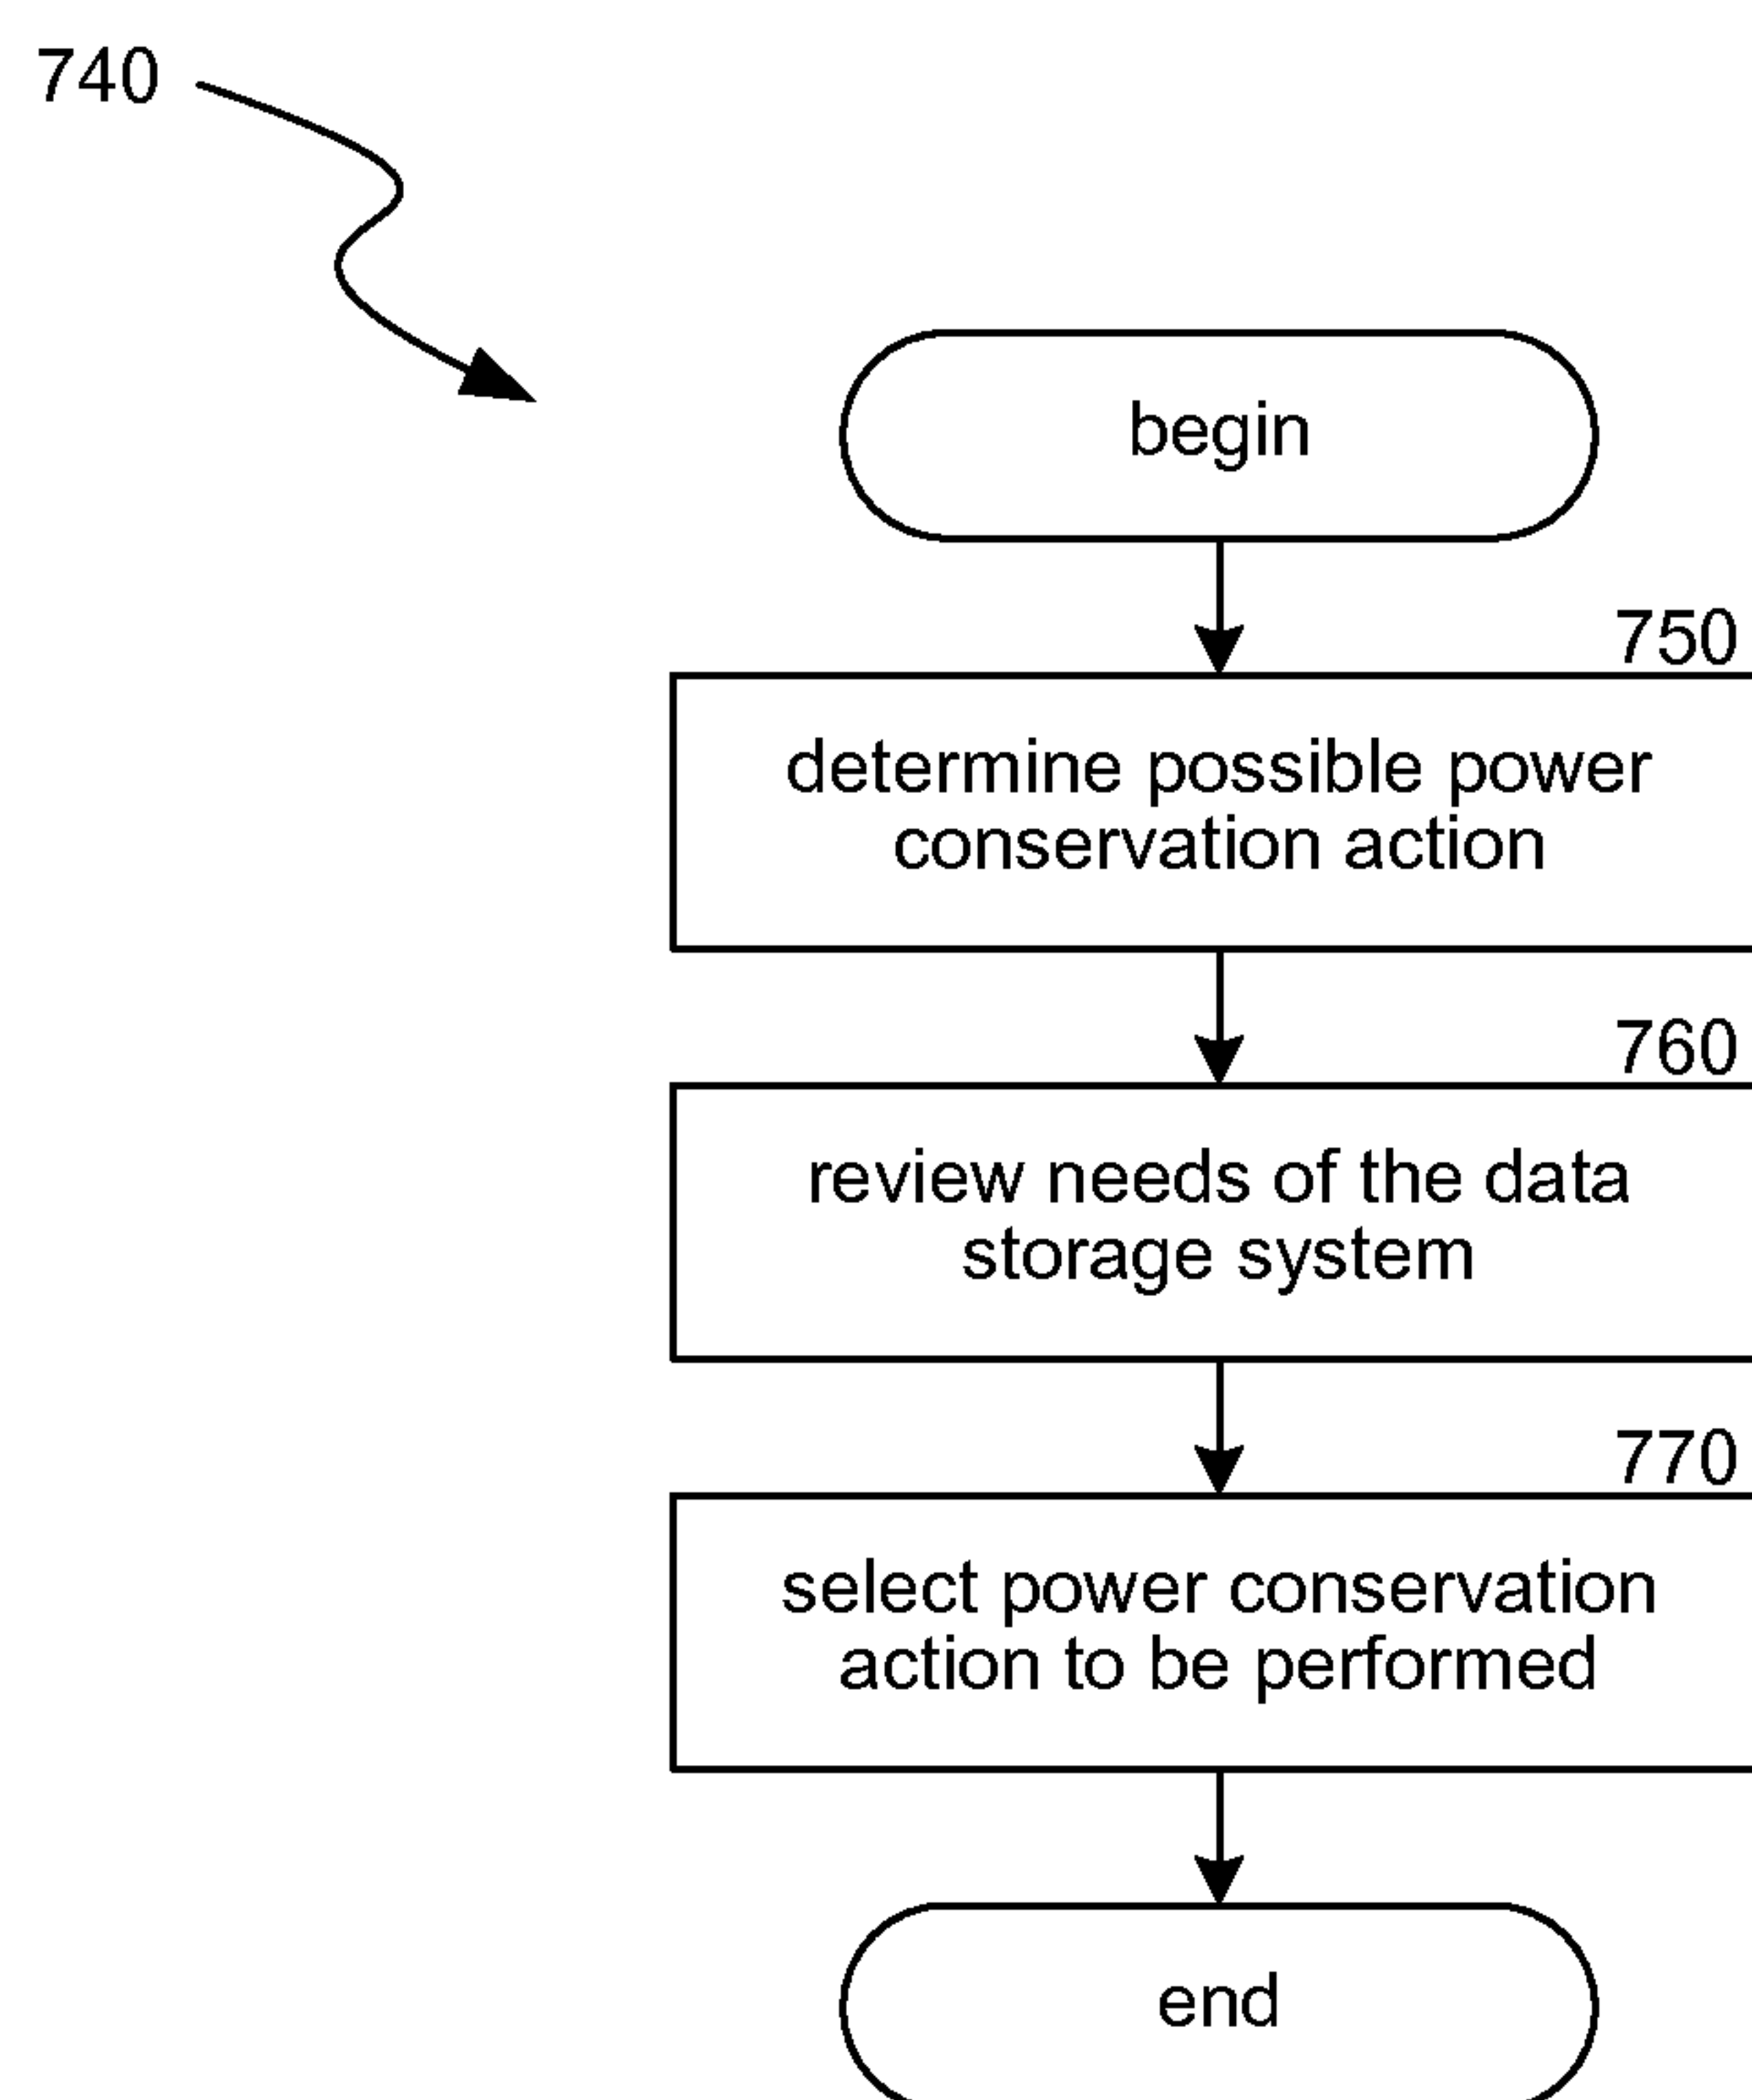 740
begin
750
determine possible power
conservation action
760
review needs of the data
storage system
770
select power conservation
action to be performed
end